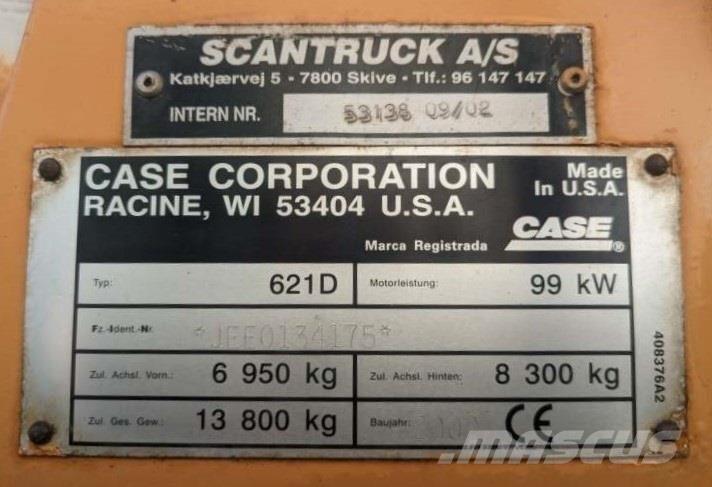 SCANTRUCK A/S
Katkjærvej 5 - 7800 Skive - Tlf.: 96 147 147
INTERN NR. 53138 09/02
CASE CORPORATION
RACINE, WI 53404 U.S.A.
Made
In U.S.A.
Marca Registrada
CASE®
Typ: 621D
Motorleistung: 99 kW
Fz.-Ident.-Nr. *JEE0134175*
Zul. Achsl. Vorn.: 6 950 kg
Zul. Achsl. Hinten: 8 300 kg
Zul. Ges. Gew.: 13 800 kg
Baujahr: CE
408376A2
MASCUS